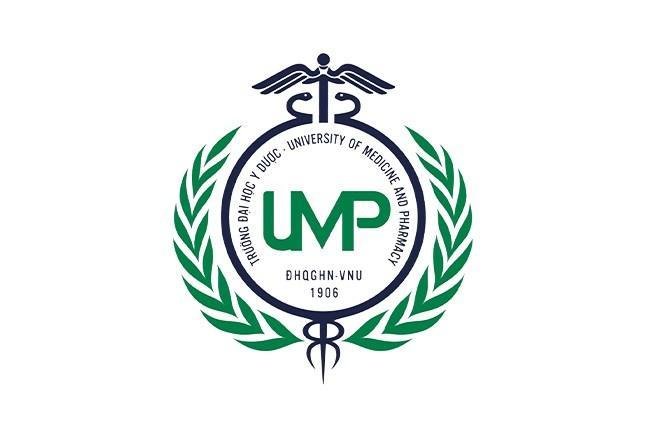 TRƯỜNG ĐẠI HỌC Y DƯỢC - UNIVERSITY OF MEDICINE AND PHARMACY
UMP
ĐHQGHN-VNU
1906